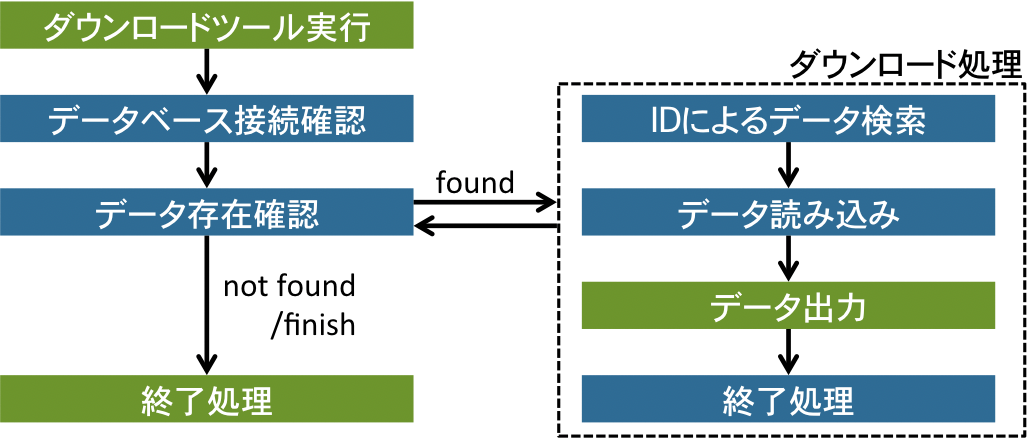 ダウンロードツール実行
データベース接続確認
データ存在確認
found
not found
/finish
終了処理
ダウンロード処理
IDによるデータ検索
データ読み込み
データ出力
終了処理